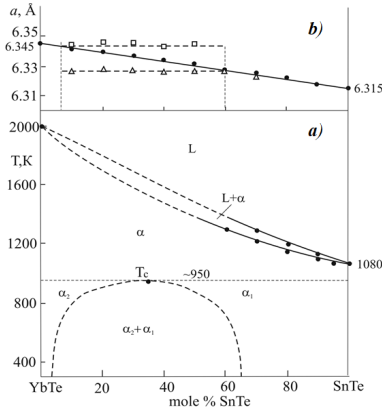 a, Å
6.35
6.345
b)
6.33
6.31
6.315
2000
T,K
a)
L
1600
L+α
1200
α
1080
Tc
~950
800
α2
α1
α2+α1
400
YbTe 20 40 60 80 SnTe
mole % SnTe